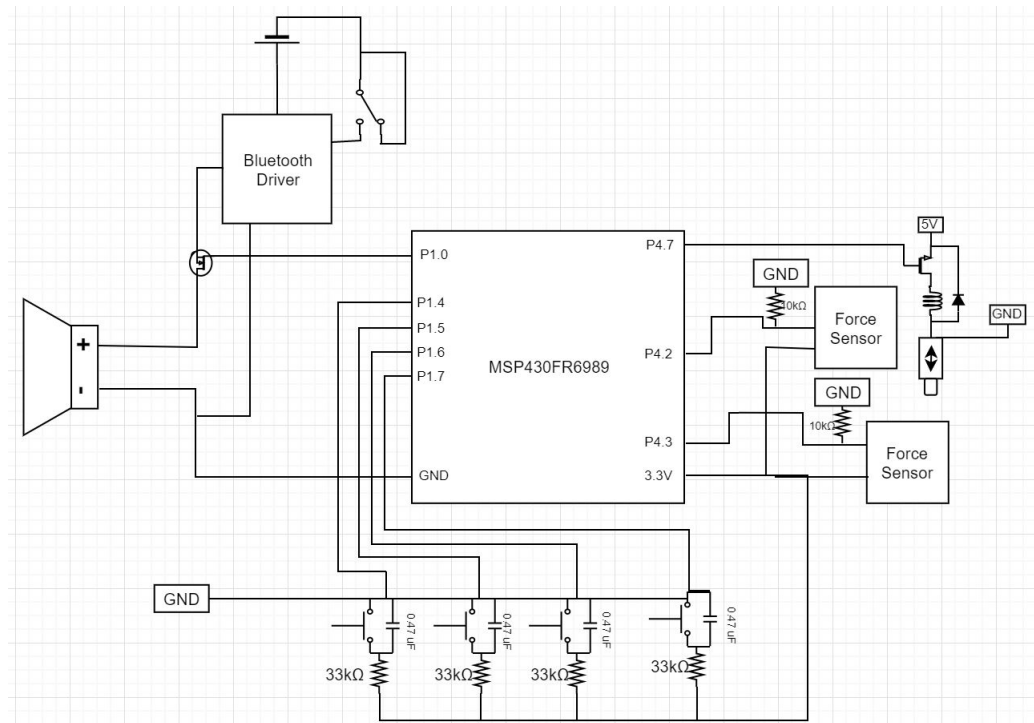 Bluetooth
Driver
5V
P1.0
P4.7
GND
GND
10kΩ
P1.4
P1.5
P1.6
P1.7
Force
Sensor
+
-
P4.2
MSP430FR6989
GND
10kΩ
P4.3
Force
Sensor
GND
3.3V
GND
0.47 uF
0.47 uF
0.47 uF
0.47 uF
33kΩ
33kΩ
33kΩ
33kΩ